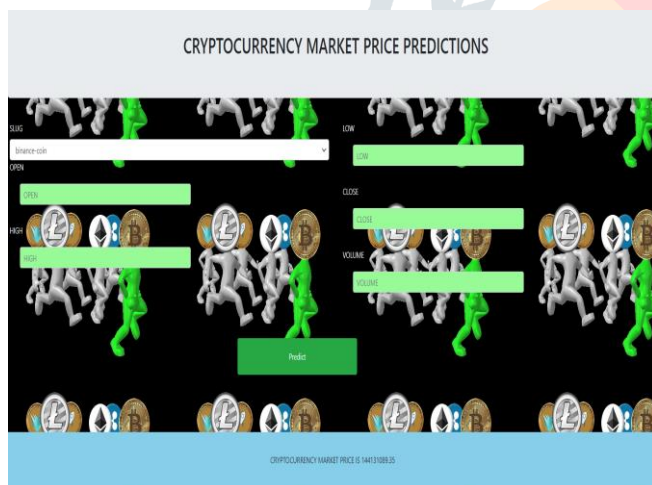 CRYPTOCURRENCY MARKET PRICE PREDICTIONS
SLUG
binance-coin
OPEN
OPEN
HIGH
HIGH
LOW
LOW
CLOSE
CLOSE
VOLUME
VOLUME
Predict
CRYPTOCURRENCY MARKET PRICE IS 144131089.35